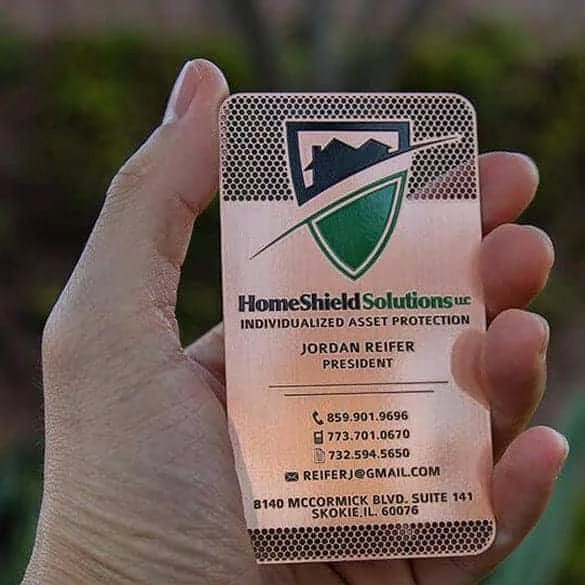 HomeShield Solutions LLC
INDIVIDUALIZED ASSET PROTECTION
JORDAN REIFER
PRESIDENT
859.901.9696
773.701.0670
732.594.5650
REIFERJ@GMAIL.COM
8140 MCCORMICK BLVD. SUITE 141
SKOKIE,IL. 60076